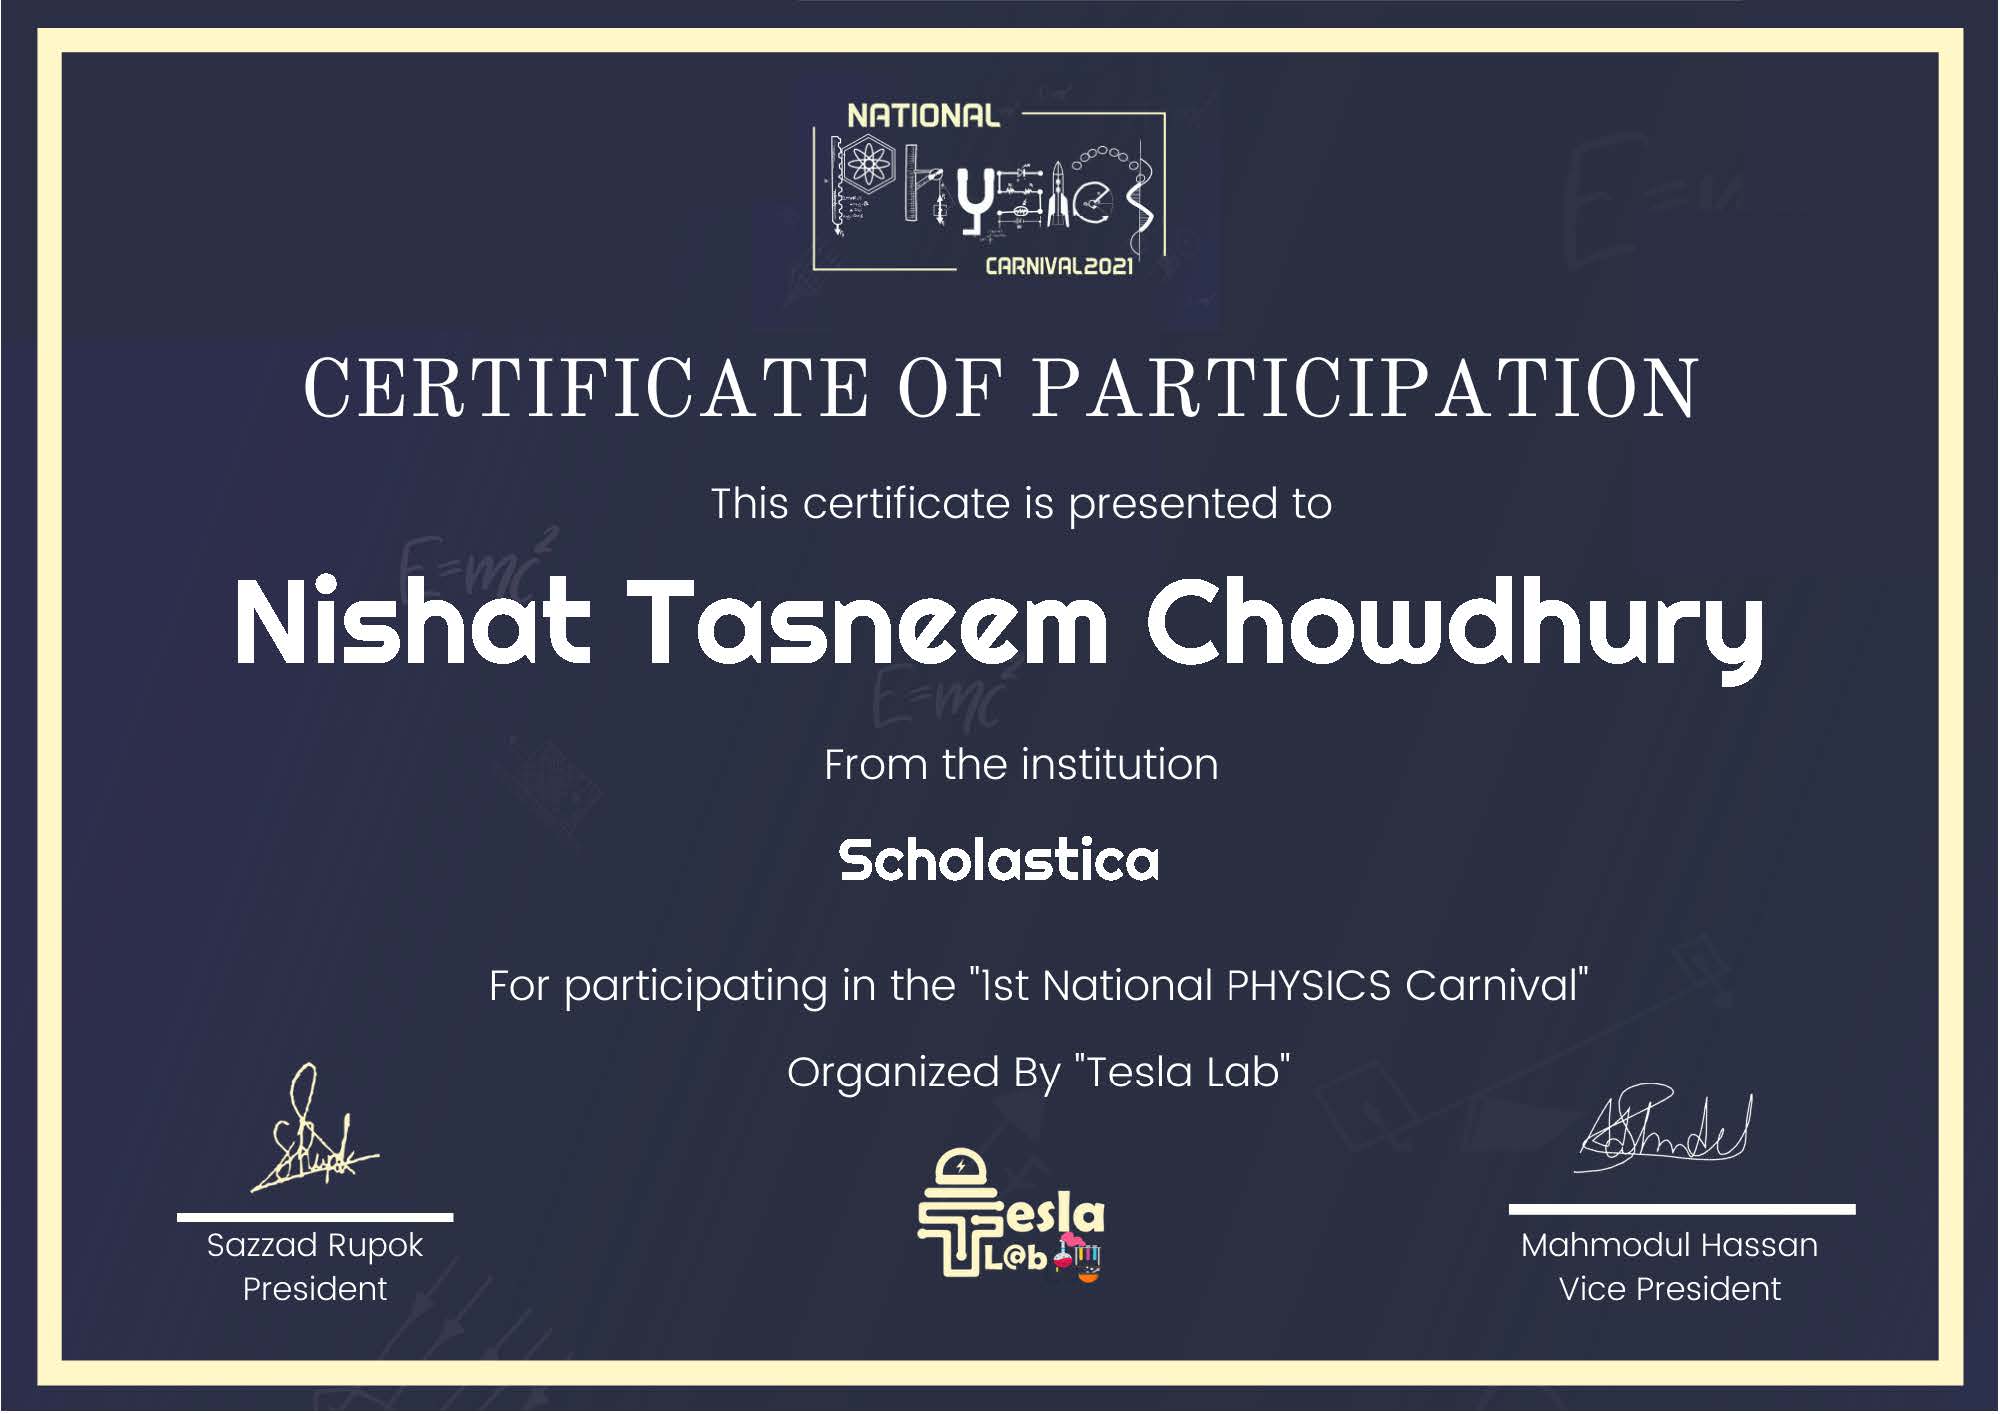 NATIONAL
PhysicS
CARNIVAL2021
CERTIFICATE OF PARTICIPATION
This certificate is presented to
E=mc²
Nishat Tasneem Chowdhury
E=mc²
From the institution
Scholastica
For participating in the "1st National PHYSICS Carnival"
Organized By "Tesla Lab"
Tesla
L@b
Sazzad Rupok
President
Mahmodul Hassan
Vice President